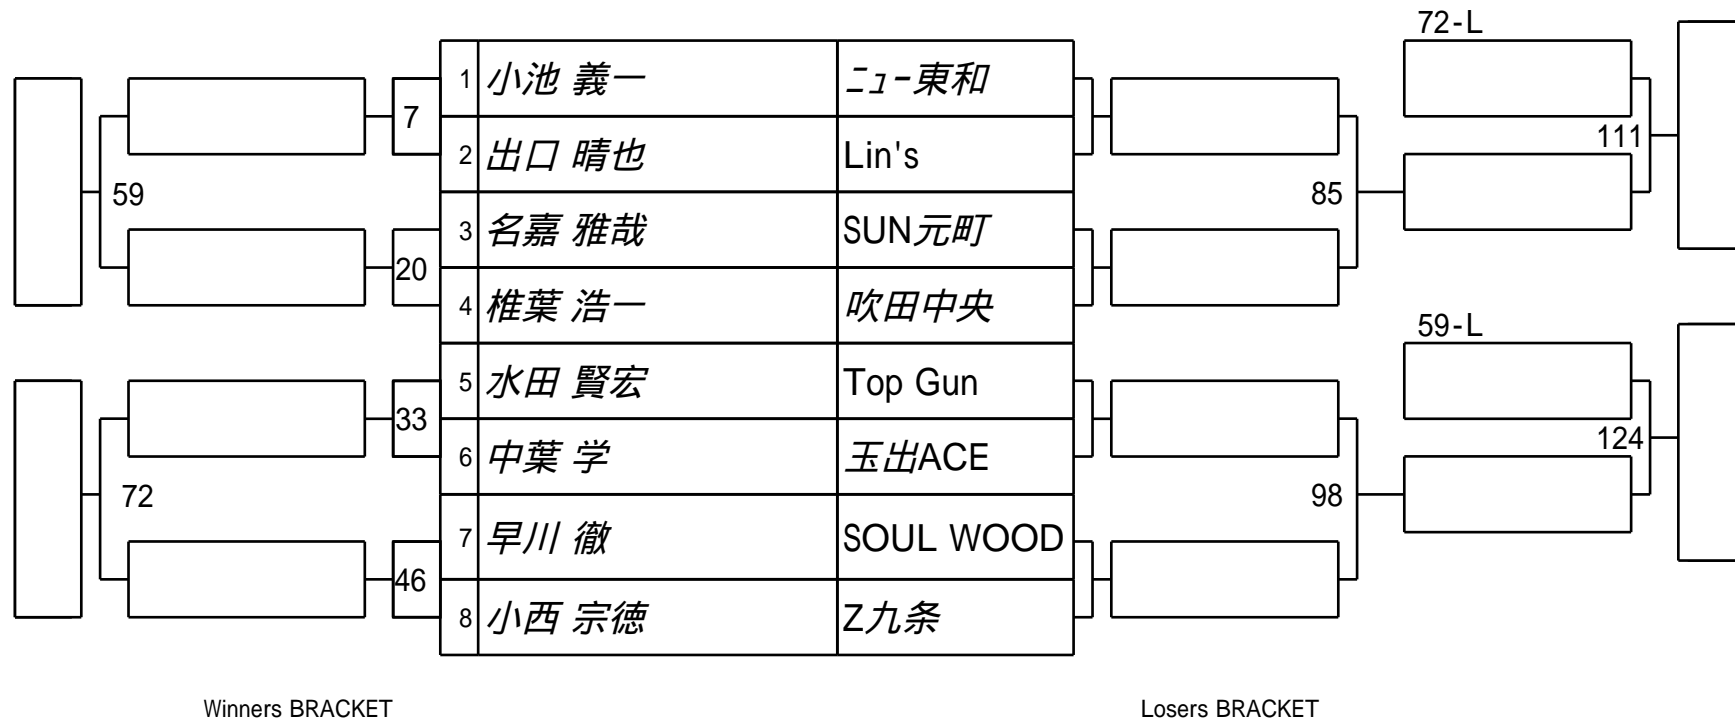 72-L
1 小池 義一 ニュー東和
7
111
2 出口 晴也 Lin's
59
85
3 名嘉 雅哉 SUN元町
20
4 椎葉 浩一 吹田中央
59-L
5 水田 賢宏 Top Gun
33
124
6 中葉 学 玉出ACE
72
98
7 早川 徹 SOUL WOOD
46
8 小西 宗徳 Z九条
Winners BRACKET
Losers BRACKET